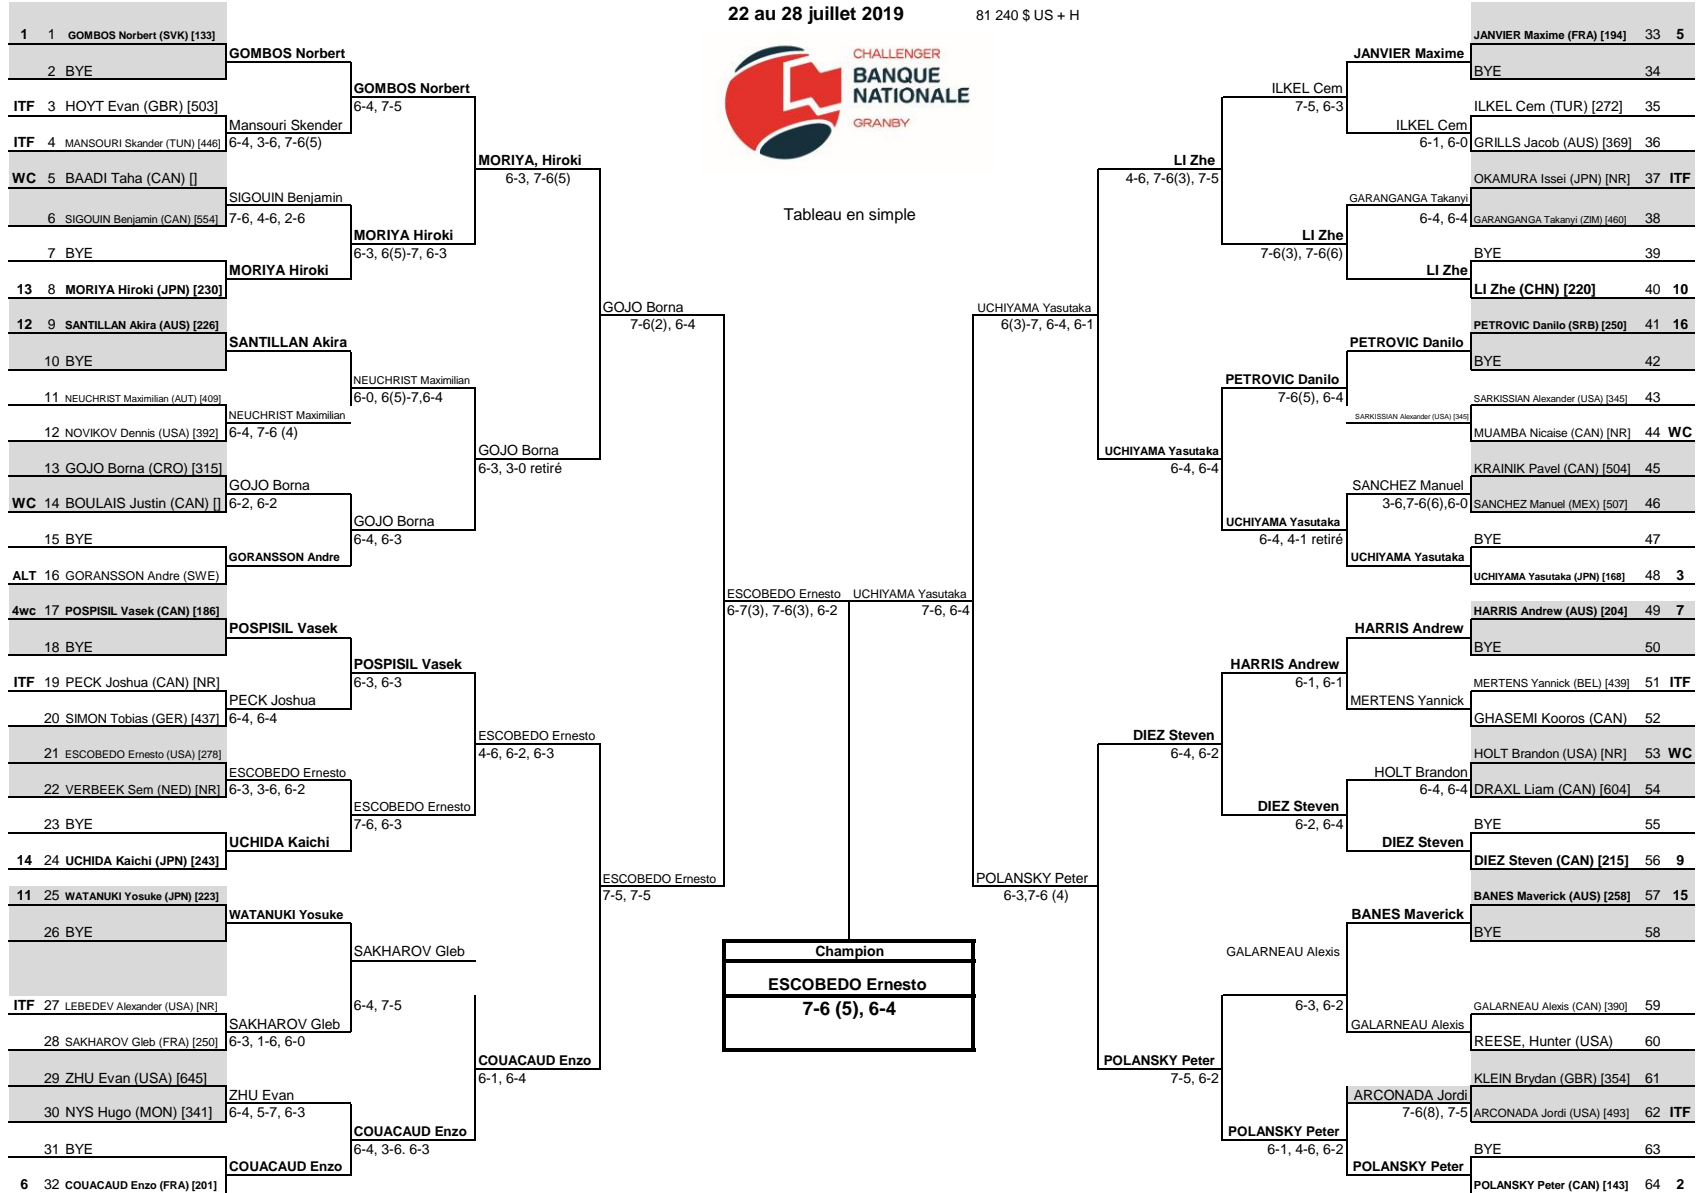 22 au 28 juillet 2019
81 240 $ US + H
CHALLENGER
BANQUE
NATIONALE
GRANBY
Tableau en simple
1 1 GOMBOS Norbert (SVK) [133]
2 BYE
ITF 3 HOYT Evan (GBR) [503]
ITF 4 MANSOURI Skander (TUN) [446]
WC 5 BAADI Taha (CAN) []
6 SIGOUIN Benjamin (CAN) [554]
7 BYE
13 8 MORIYA Hiroki (JPN) [230]
12 9 SANTILLAN Akira (AUS) [226]
10 BYE
11 NEUCHRIST Maximilian (AUT) [409]
12 NOVIKOV Dennis (USA) [392]
13 GOJO Borna (CRO) [315]
WC 14 BOULAIS Justin (CAN) []
15 BYE
ALT 16 GORANSSON Andre (SWE)
4wc 17 POSPISIL Vasek (CAN) [186]
18 BYE
ITF 19 PECK Joshua (CAN) [NR]
20 SIMON Tobias (GER) [437]
21 ESCOBEDO Ernesto (USA) [278]
22 VERBEEK Sem (NED) [NR]
23 BYE
14 24 UCHIDA Kaichi (JPN) [243]
11 25 WATANUKI Yosuke (JPN) [223]
26 BYE
ITF 27 LEBEDEV Alexander (USA) [NR]
28 SAKHAROV Gleb (FRA) [250]
29 ZHU Evan (USA) [645]
30 NYS Hugo (MON) [341]
31 BYE
6 32 COUACAUD Enzo (FRA) [201]
GOMBOS Norbert
Mansouri Skender
6-4, 3-6, 7-6(5)
SIGOUIN Benjamin
7-6, 4-6, 2-6
MORIYA Hiroki
SANTILLAN Akira
NEUCHRIST Maximilian
6-4, 7-6 (4)
GOJO Borna
6-2, 6-2
GORANSSON Andre
POSPISIL Vasek
PECK Joshua
6-4, 6-4
ESCOBEDO Ernesto
6-3, 3-6, 6-2
UCHIDA Kaichi
WATANUKI Yosuke
SAKHAROV Gleb
6-3, 1-6, 6-0
ZHU Evan
6-4, 5-7, 6-3
COUACAUD Enzo
GOMBOS Norbert
6-4, 7-5
MORIYA Hiroki
6-3, 6(5)-7, 6-3
NEUCHRIST Maximilian
6-0, 6(5)-7,6-4
GOJO Borna
6-4, 6-3
POSPISIL Vasek
6-3, 6-3
ESCOBEDO Ernesto
7-6, 6-3
SAKHAROV Gleb
6-4, 7-5
COUACAUD Enzo
6-4, 3-6. 6-3
MORIYA, Hiroki
6-3, 7-6(5)
GOJO Borna
6-3, 3-0 retiré
ESCOBEDO Ernesto
4-6, 6-2, 6-3
COUACAUD Enzo
6-1, 6-4
GOJO Borna
7-6(2), 6-4
ESCOBEDO Ernesto
7-5, 7-5
ESCOBEDO Ernesto
6-7(3), 7-6(3), 6-2
UCHIYAMA Yasutaka
7-6, 6-4
Champion
ESCOBEDO Ernesto
7-6 (5), 6-4
UCHIYAMA Yasutaka
6(3)-7, 6-4, 6-1
POLANSKY Peter
6-3,7-6 (4)
LI Zhe
4-6, 7-6(3), 7-5
UCHIYAMA Yasutaka
6-4, 6-4
DIEZ Steven
6-4, 6-2
POLANSKY Peter
7-5, 6-2
ILKEL Cem
7-5, 6-3
LI Zhe
7-6(3), 7-6(6)
PETROVIC Danilo
7-6(5), 6-4
UCHIYAMA Yasutaka
6-4, 4-1 retiré
HARRIS Andrew
6-1, 6-1
DIEZ Steven
6-2, 6-4
GALARNEAU Alexis
6-3, 6-2
POLANSKY Peter
6-1, 4-6, 6-2
JANVIER Maxime
ILKEL Cem
6-1, 6-0
GARANGANGA Takanyi
6-4, 6-4
LI Zhe
PETROVIC Danilo
SARKISSIAN Alexander (USA) [345]
SANCHEZ Manuel
3-6,7-6(6),6-0
UCHIYAMA Yasutaka
HARRIS Andrew
MERTENS Yannick
HOLT Brandon
6-4, 6-4
DIEZ Steven
BANES Maverick
GALARNEAU Alexis
ARCONADA Jordi
7-6(8), 7-5
POLANSKY Peter
JANVIER Maxime (FRA) [194] 33 5
BYE 34
ILKEL Cem (TUR) [272] 35
GRILLS Jacob (AUS) [369] 36
OKAMURA Issei (JPN) [NR] 37 ITF
GARANGANGA Takanyi (ZIM) [460] 38
BYE 39
LI Zhe (CHN) [220] 40 10
PETROVIC Danilo (SRB) [250] 41 16
BYE 42
SARKISSIAN Alexander (USA) [345] 43
MUAMBA Nicaise (CAN) [NR] 44 WC
KRAINIK Pavel (CAN) [504] 45
SANCHEZ Manuel (MEX) [507] 46
BYE 47
UCHIYAMA Yasutaka (JPN) [168] 48 3
HARRIS Andrew (AUS) [204] 49 7
BYE 50
MERTENS Yannick (BEL) [439] 51 ITF
GHASEMI Kooros (CAN) 52
HOLT Brandon (USA) [NR] 53 WC
DRAXL Liam (CAN) [604] 54
BYE 55
DIEZ Steven (CAN) [215] 56 9
BANES Maverick (AUS) [258] 57 15
BYE 58
GALARNEAU Alexis (CAN) [390] 59
REESE, Hunter (USA) 60
KLEIN Brydan (GBR) [354] 61
ARCONADA Jordi (USA) [493] 62 ITF
BYE 63
POLANSKY Peter (CAN) [143] 64 2